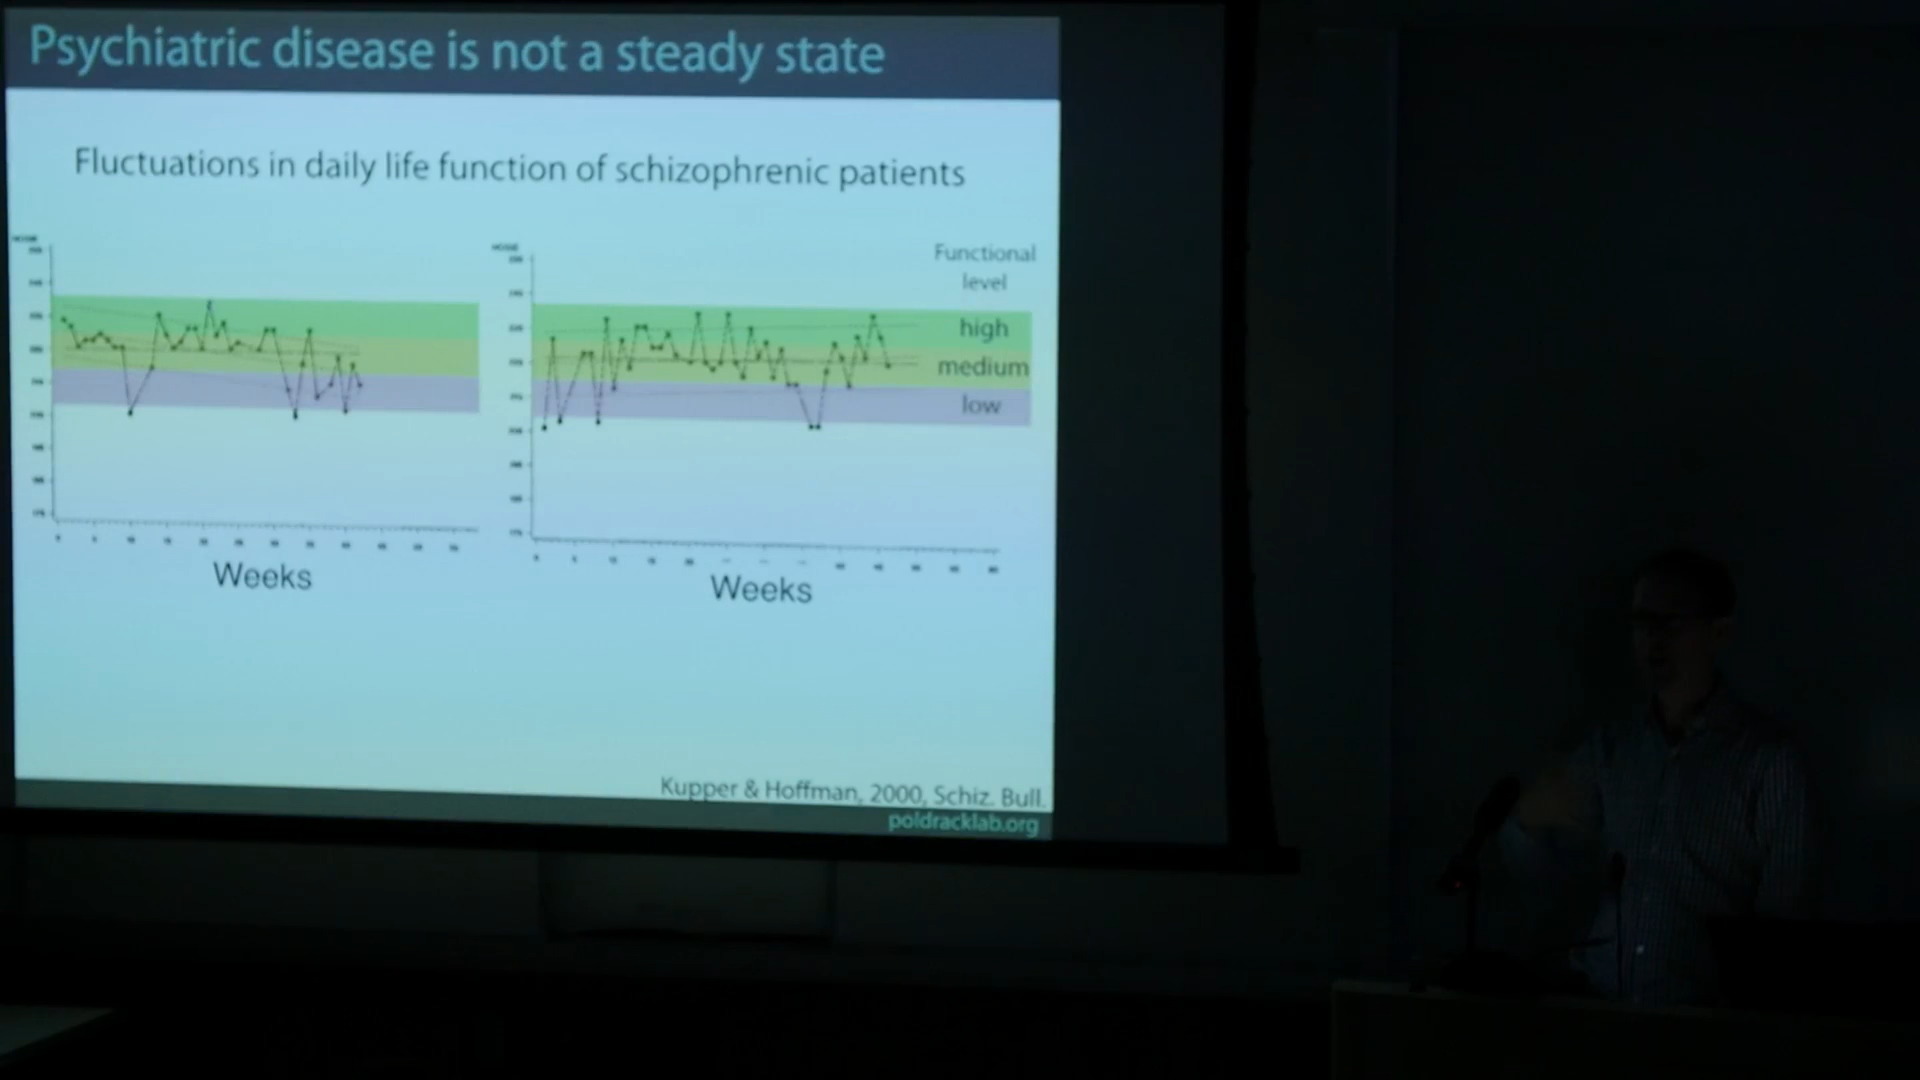 Psychiatric disease is not a steady state
Fluctuations in daily life function of schizophrenic patients
Functional
level
high
medium
low
Weeks
Weeks
Kupper & Hoffman, 2000, Schiz. Bull.
poldracklab.org